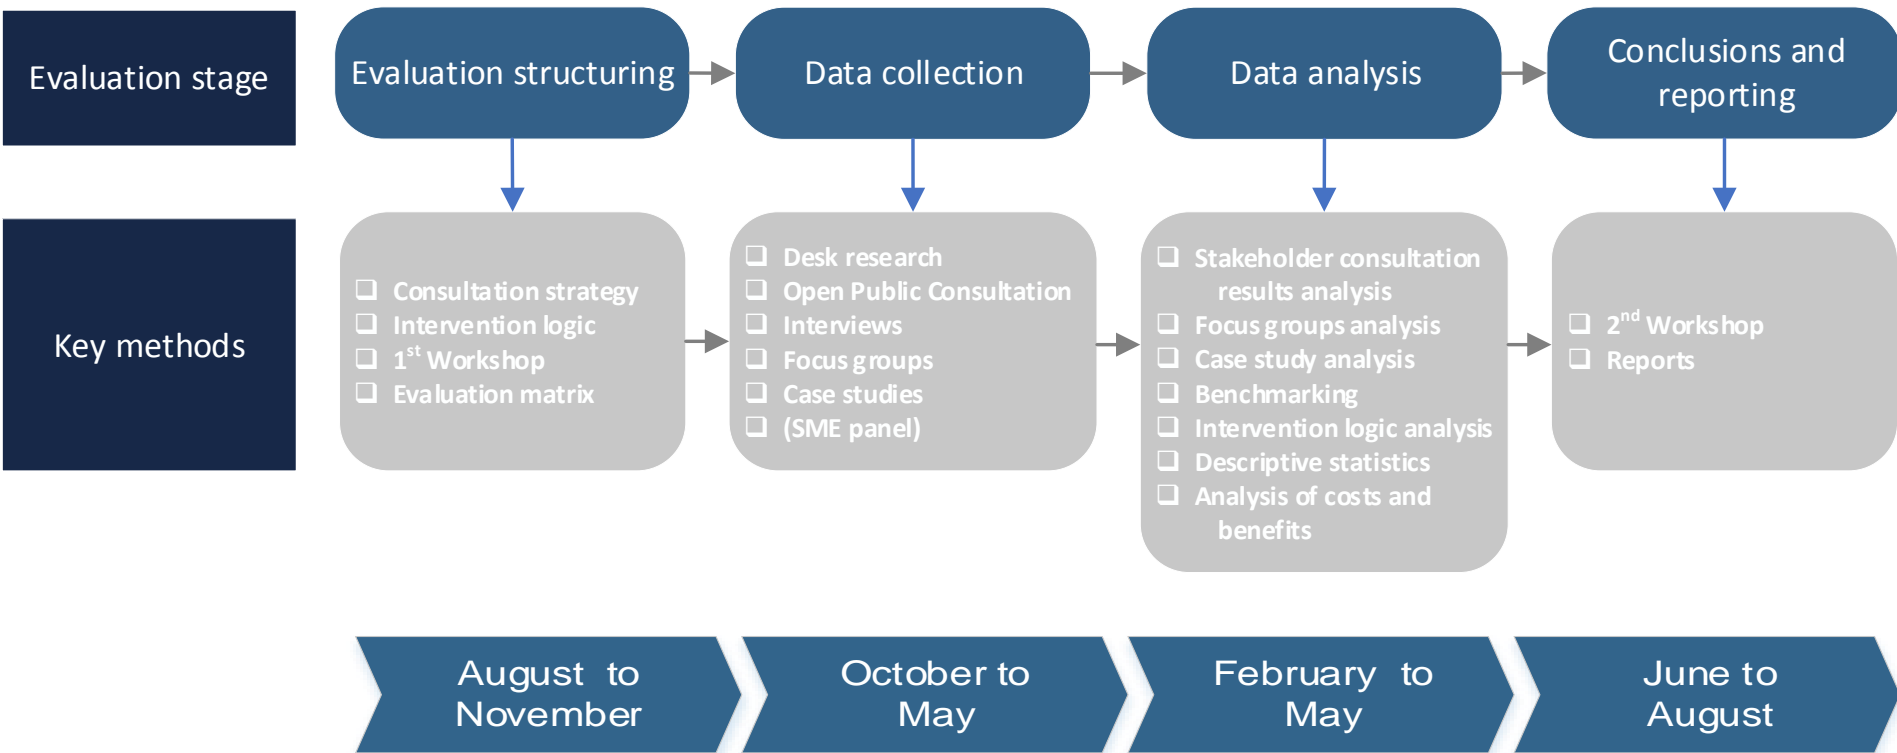 Evaluation stage
Evaluation structuring
Data collection
Data analysis
Conclusions and
reporting
Key methods
❑ Consultation strategy
❑ Intervention logic
❑ 1st Workshop
❑ Evaluation matrix
❑ Desk research
❑ Open Public Consultation
❑ Interviews
❑ Focus groups
❑ Case studies
❑ (SME panel)
❑ Stakeholder consultation
results analysis
❑ Focus groups analysis
❑ Case study analysis
❑ Benchmarking
❑ Intervention logic analysis
❑ Descriptive statistics
❑ Analysis of costs and
benefits
❑ 2nd Workshop
❑ Reports
August to
November
October to
May
February to
May
June to
August